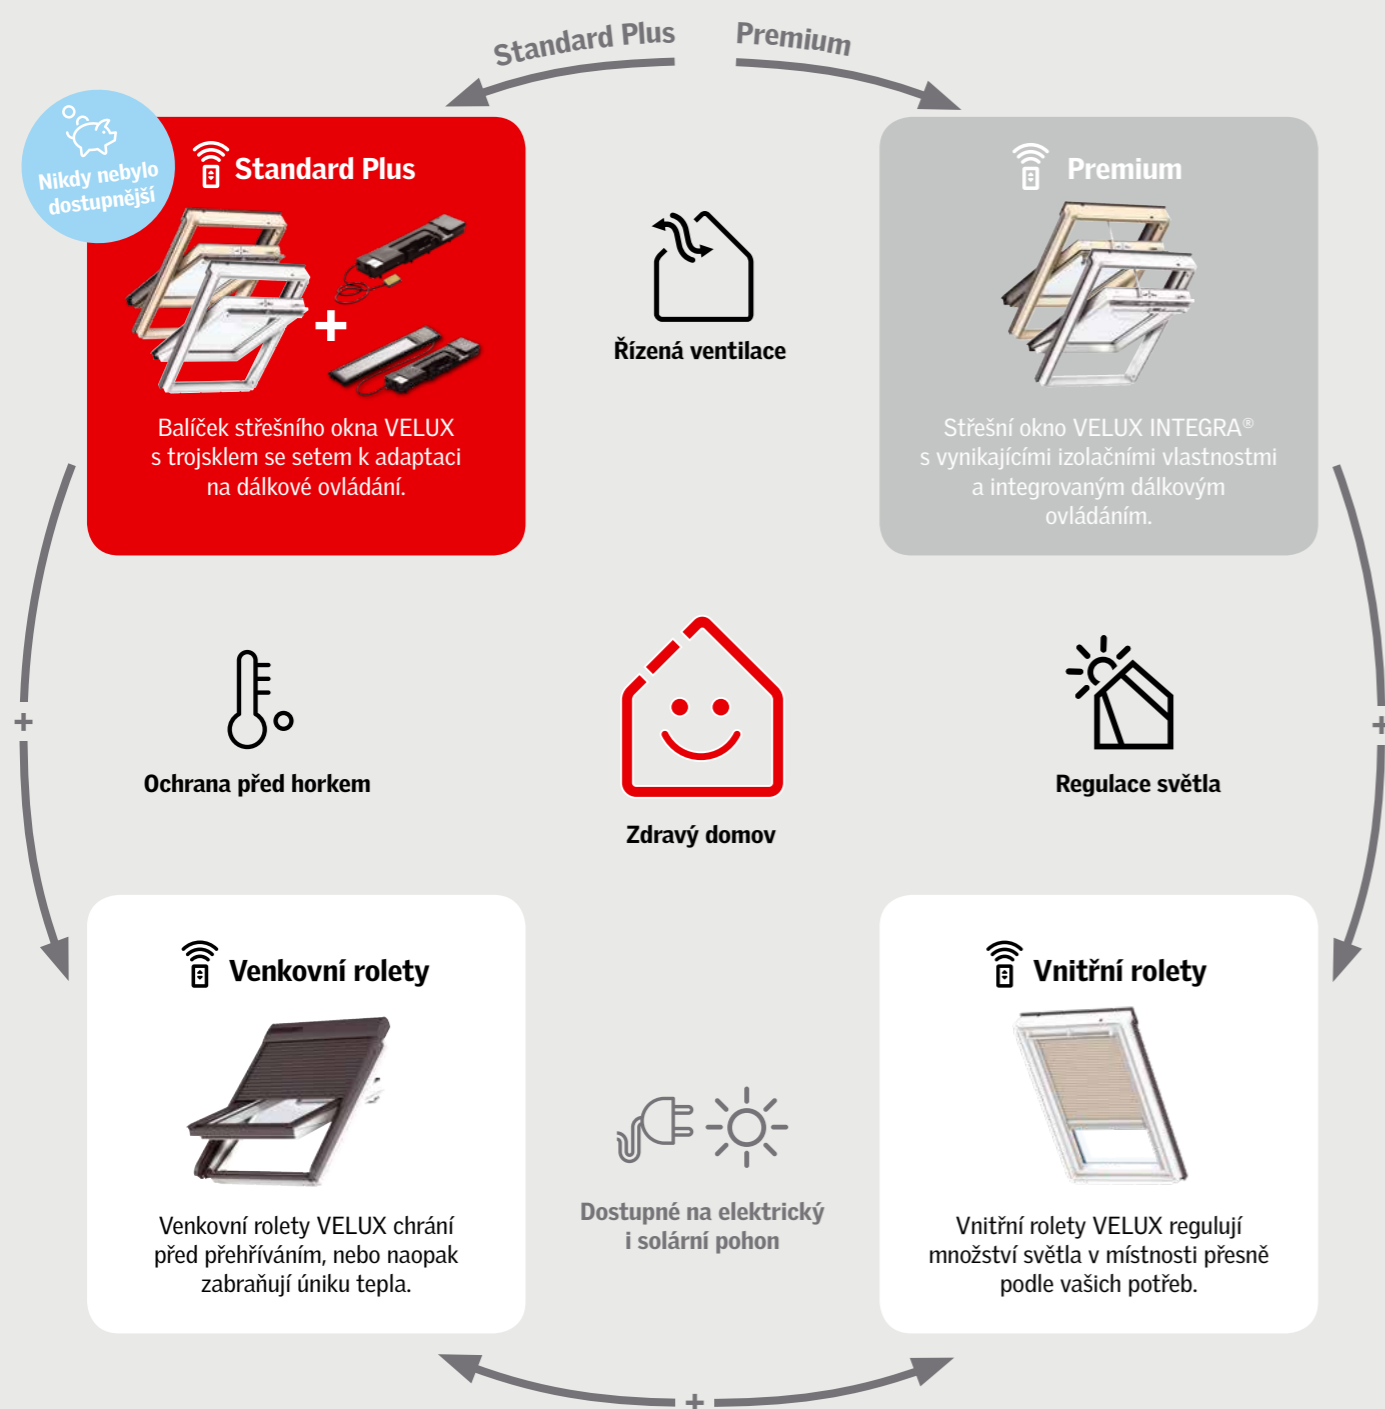 Standard Plus
Premium
Nikdy nebylo
dostupnější
Standard Plus
Premium
Řízená ventilace
Balíček střešního okna VELUX
s trojsklem se setem k adaptaci
na dálkové ovládání.
Střešní okno VELUX INTEGRA®
s vynikajícími izolačními vlastnostmi
a integrovaným dálkovým
ovládáním.
+
+
+
Ochrana před horkem
Regulace světla
Zdravý domov
Venkovní rolety
Vnitřní rolety
Dostupné na elektrický
i solární pohon
Venkovní rolety VELUX chrání
před přehříváním, nebo naopak
zabraňují úniku tepla.
Vnitřní rolety VELUX regulují
množství světla v místnosti přesně
podle vašich potřeb.
+